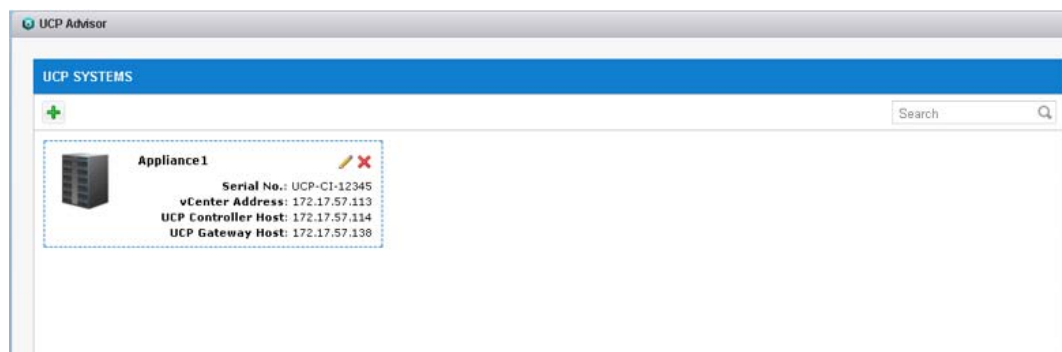 UCP Advisor
UCP SYSTEMS
Search
Appliance1
Serial No.: UCP-CI-12345
vCenter Address: 172.17.57.113
UCP Controller Host: 172.17.57.114
UCP Gateway Host: 172.17.57.138